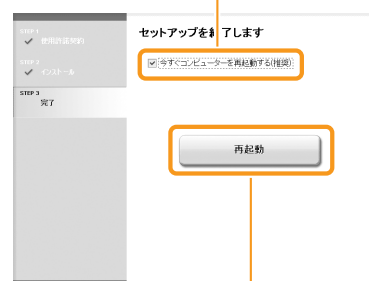 STEP 1
使用許諾契約
STEP 2
インストール
STEP 3
完了
セットアップを終了します
今すぐコンピューターを再起動する(推奨)
再起動